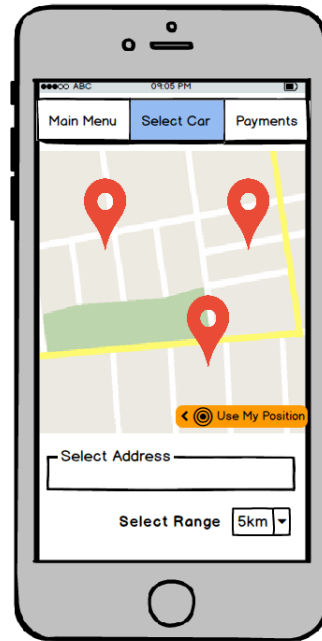 ABC 09:05 PM
Main Menu Select Car Payments
Use My Position
Select Address
Select Range 5km